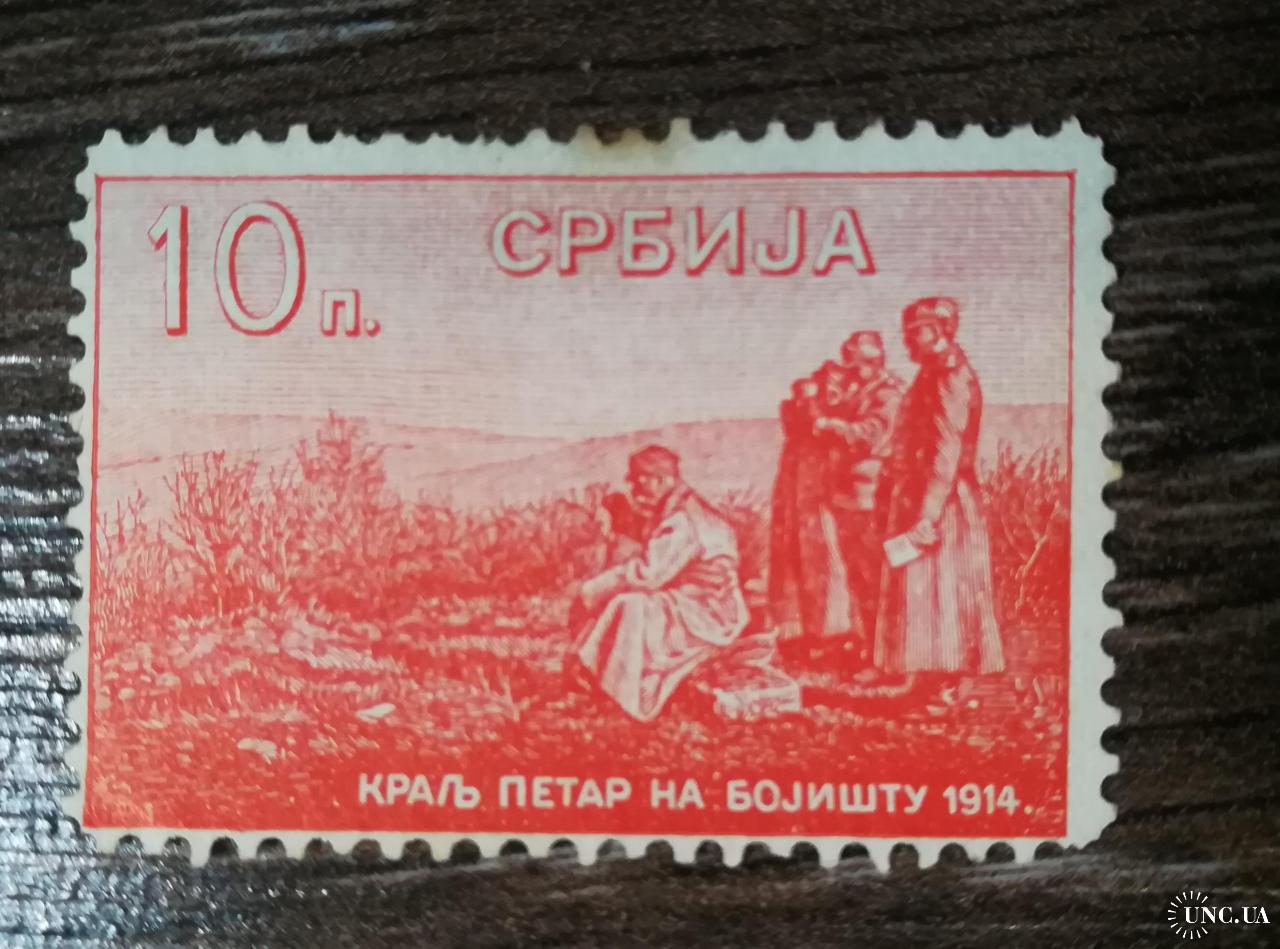 10 п. СРБИЈА
КРАЉ ПЕТАР НА БОЈИШТУ 1914.
UNC.UA